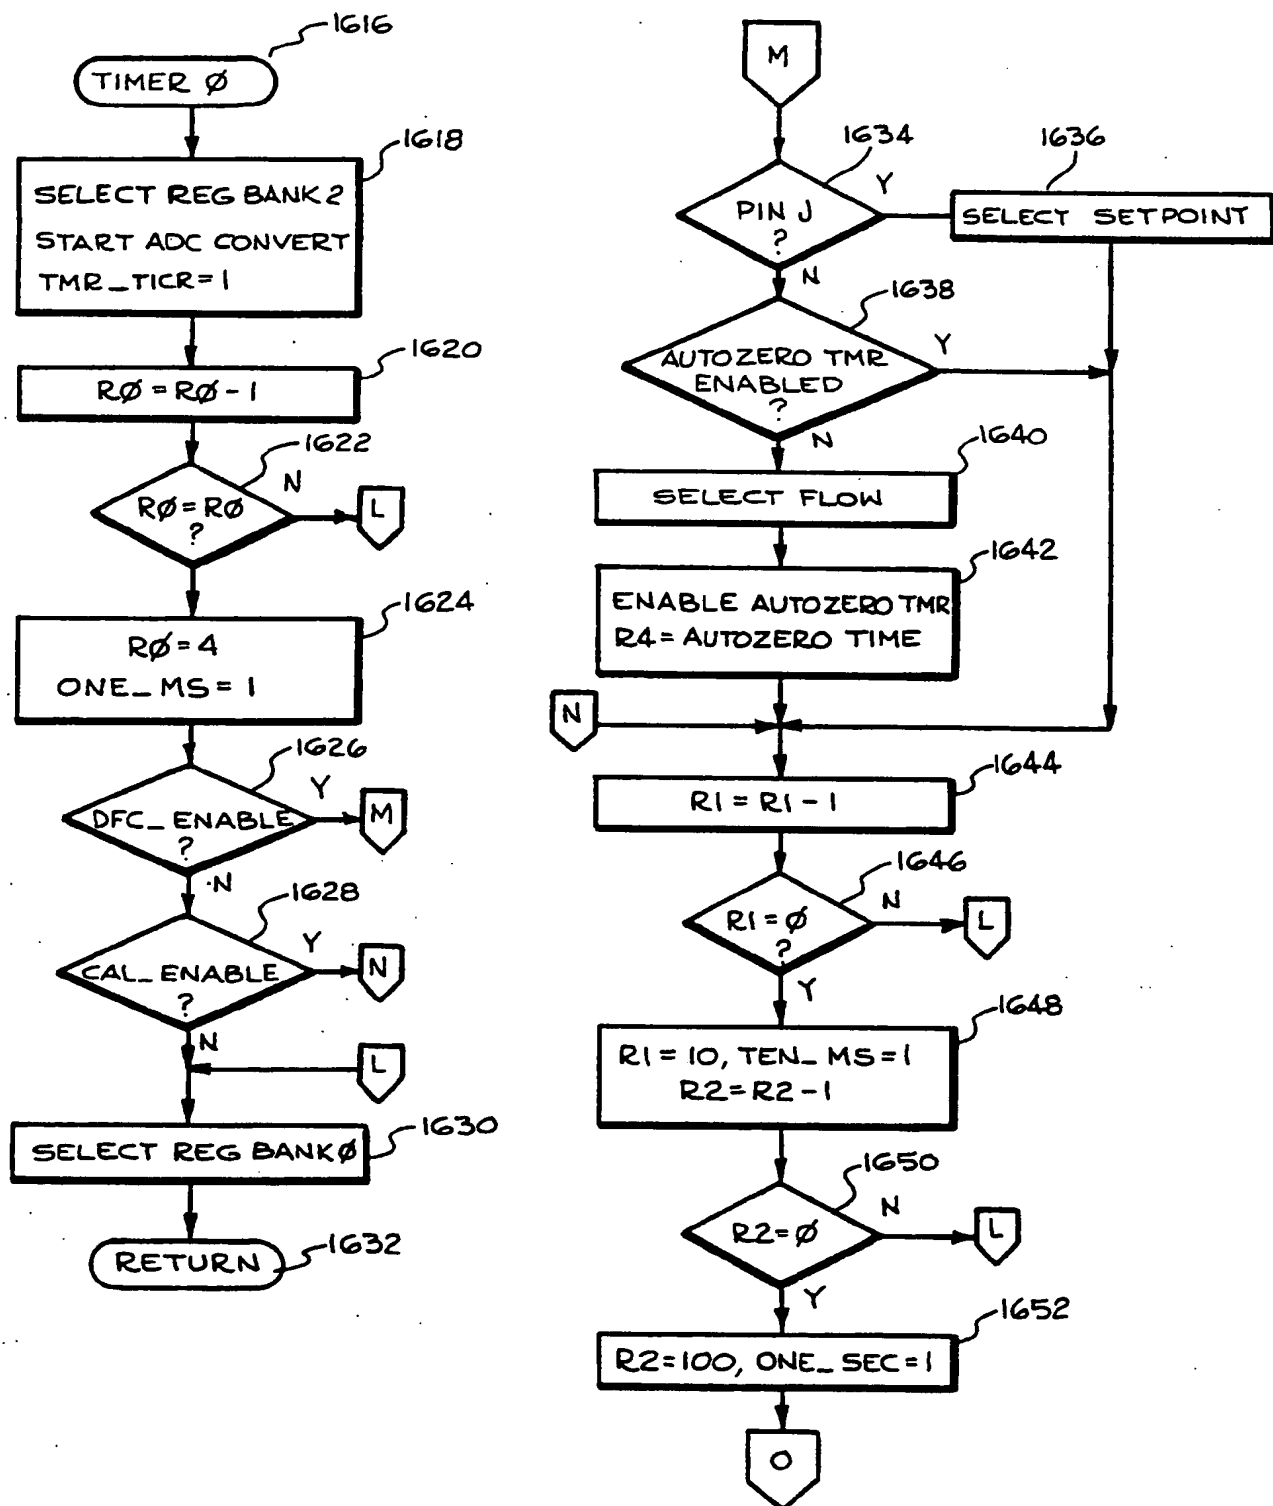 1616
TIMER Ø
1618
SELECT REG BANK 2
START ADC CONVERT
TMR_TICR=1
1620
RØ=RØ-1
1622
RØ=RØ
?
N
L
1624
RØ=4
ONE_MS=1
1626
DFC_ENABLE
?
Y
M
N
1628
CAL_ENABLE
?
Y
N
N
L
1630
SELECT REG BANKØ
RETURN
1632
M
1634
PIN J
?
Y
1636
SELECT SETPOINT
N
1638
AUTOZERO TMR
ENABLED
?
Y
N
1640
SELECT FLOW
1642
ENABLE AUTOZERO TMR
R4=AUTOZERO TIME
N
1644
R1=R1-1
1646
R1=Ø
?
N
L
Y
1648
R1=10, TEN_MS=1
R2=R2-1
1650
R2=Ø
N
L
Y
1652
R2=100, ONE_SEC=1
O